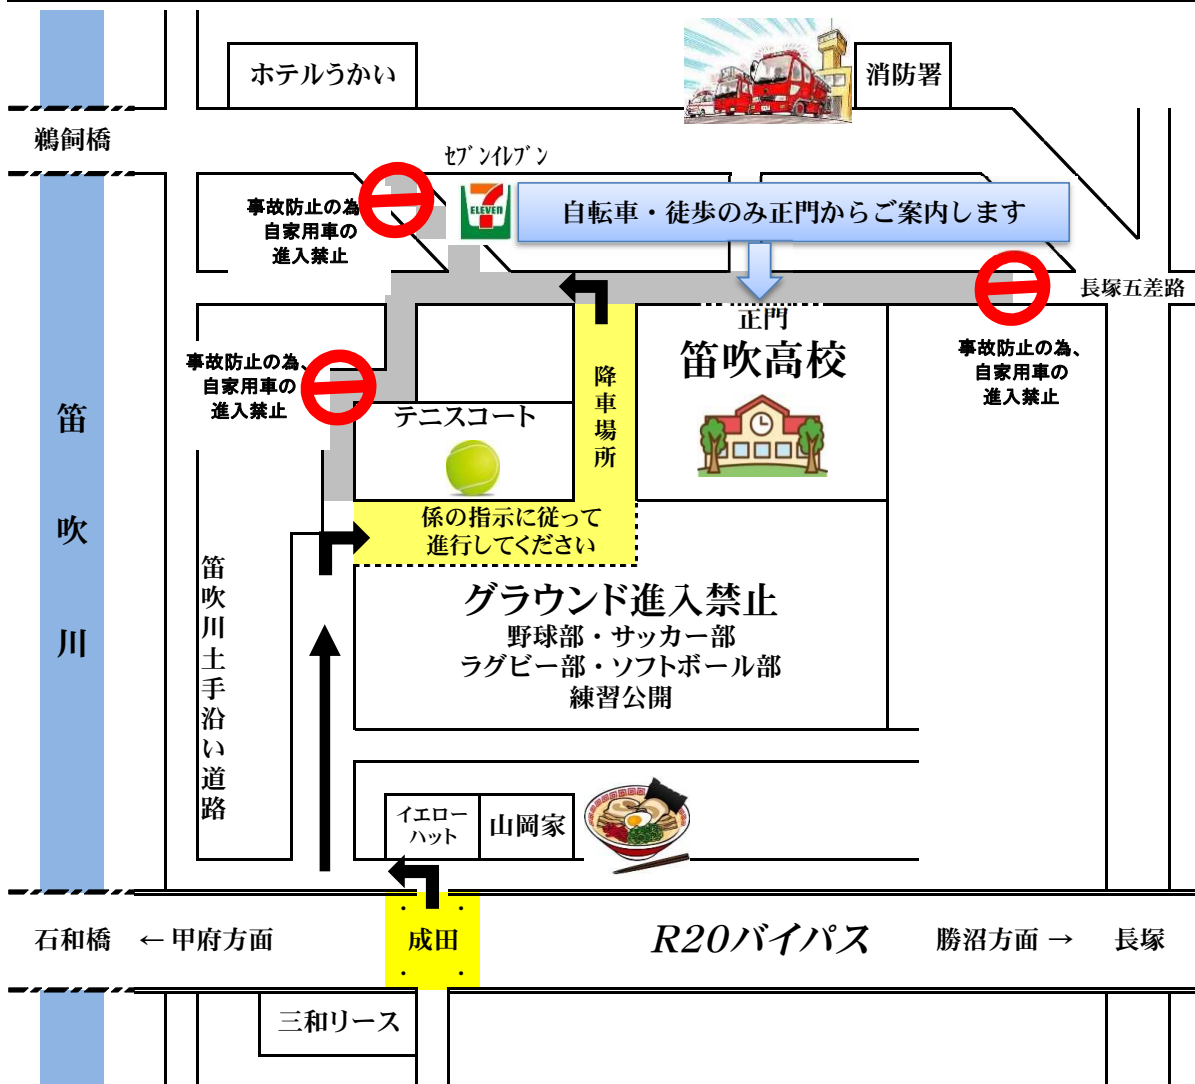 ホテルうかい
消防署
鵜飼橋
ｾﾌﾞﾝｲﾚﾌﾞﾝ
ELEVEN
自転車・徒歩のみ正門からご案内します
事故防止の為、
自家用車の
進入禁止
長塚五差路
正門
笛吹高校
事故防止の為、
自家用車の
進入禁止
事故防止の為、
自家用車の
進入禁止
降車場所
テニスコート
係の指示に従って
進行してください
笛吹川
笛吹川土手沿い道路
グラウンド進入禁止
野球部・サッカー部
ラグビー部・ソフトボール部
練習公開
イエロー
ハット
山岡家
石和橋
←甲府方面
成田
R20バイパス
勝沼方面→
長塚
三和リース